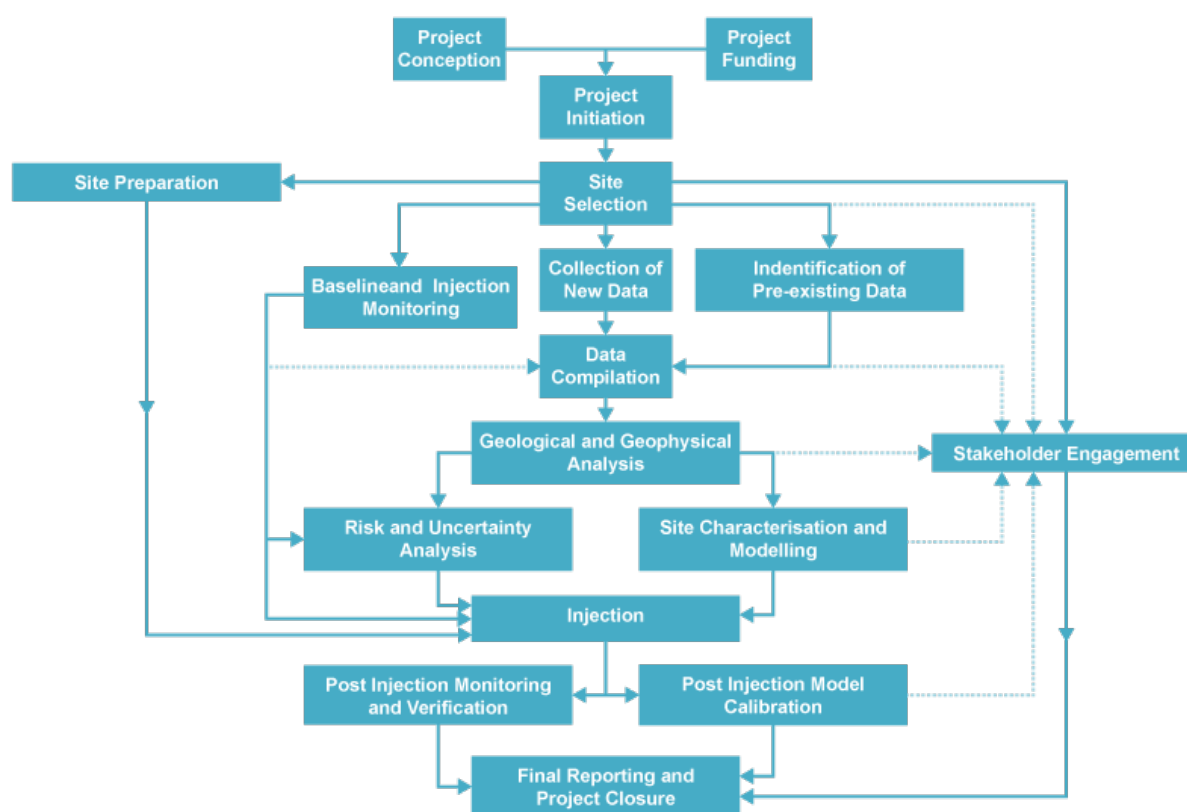 Project
Conception
Project
Funding
Project
Initiation
Site Preparation
Site
Selection
Baselineand Injection
Monitoring
Collection of
New Data
Indentification of
Pre-existing Data
Data
Compilation
Geological and Geophysical
Analysis
Stakeholder Engagement
Risk and Uncertainty
Analysis
Site Characterisation and
Modelling
Injection
Post Injection Monitoring
and Verification
Post Injection Model
Calibration
Final Reporting and
Project Closure